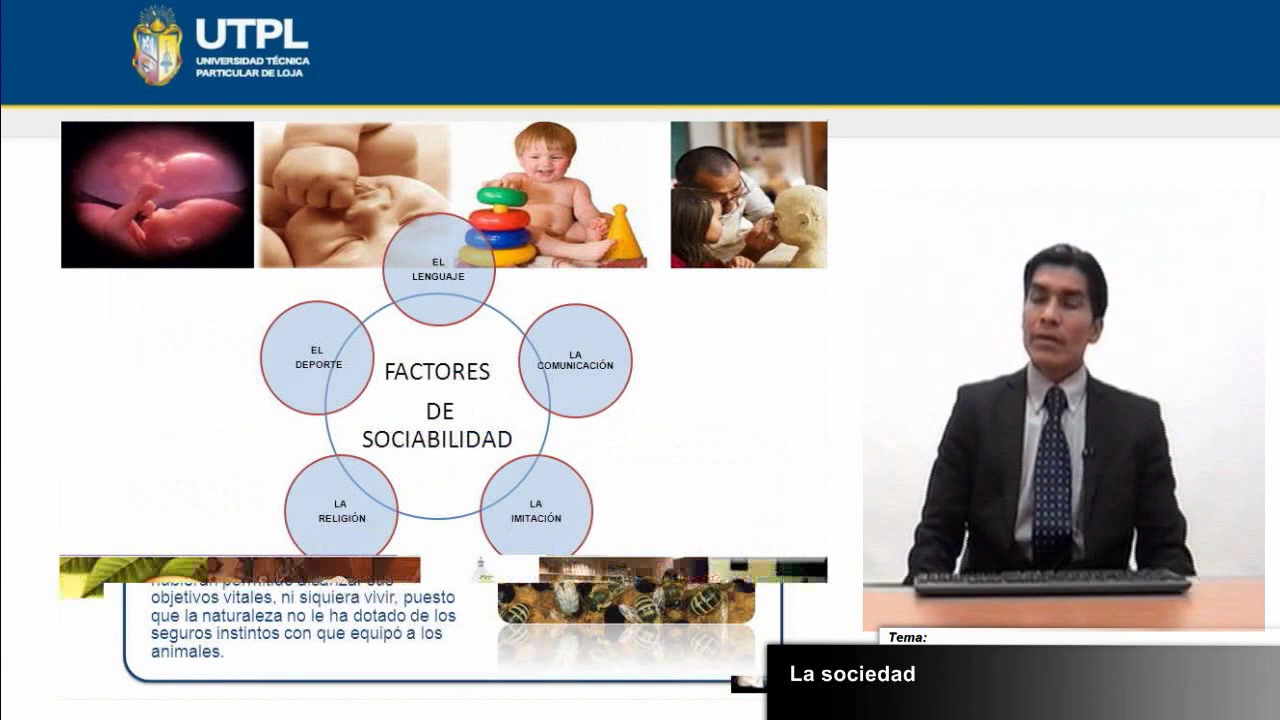 UTPL
UNIVERSIDAD TÉCNICA
PARTICULAR DE LOJA
EL
LENGUAJE
EL
DEPORTE
LA
COMUNICACIÓN
FACTORES
DE
SOCIABILIDAD
LA
RELIGIÓN
LA
IMITACIÓN
objetivos vitales, ni siquiera vivir, puesto
que la naturaleza no le ha dotado de los
seguros instintos con que equipó a los
animales.
Tema:
La sociedad